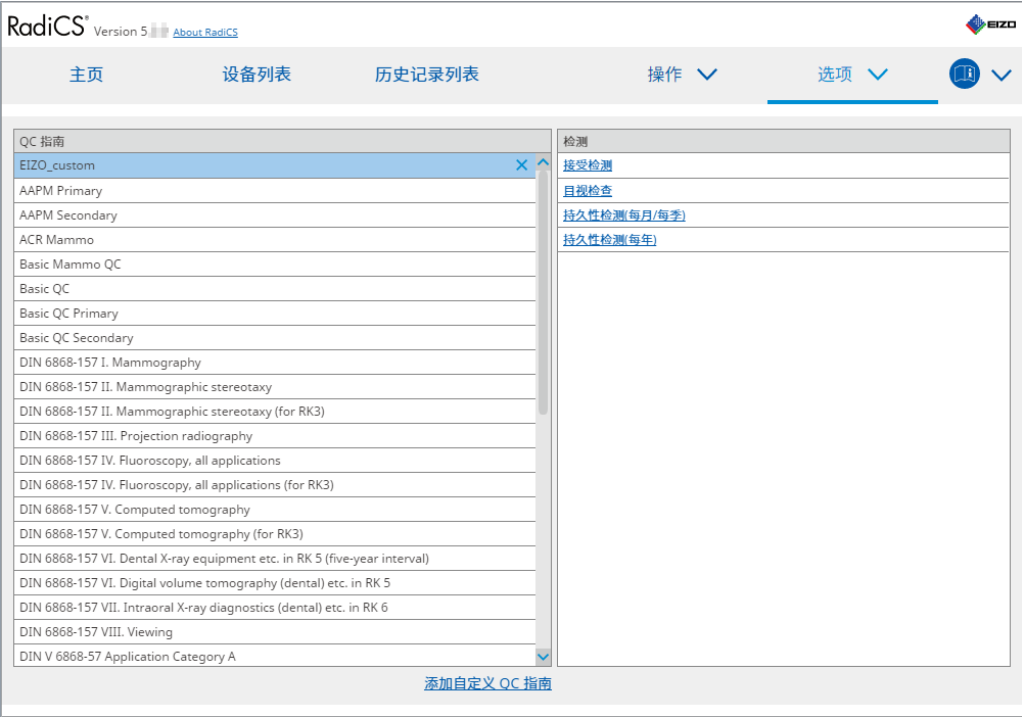 RadiCS® Version 5. About RadiCS
EIZO
主页 设备列表 历史记录列表 操作 选项
QC 指南
EIZO_custom
AAPM Primary
AAPM Secondary
ACR Mammo
Basic Mammo QC
Basic QC
Basic QC Primary
Basic QC Secondary
DIN 6868-157 I. Mammography
DIN 6868-157 II. Mammographic stereotaxy
DIN 6868-157 II. Mammographic stereotaxy (for RK3)
DIN 6868-157 III. Projection radiography
DIN 6868-157 IV. Fluoroscopy, all applications
DIN 6868-157 IV. Fluoroscopy, all applications (for RK3)
DIN 6868-157 V. Computed tomography
DIN 6868-157 V. Computed tomography (for RK3)
DIN 6868-157 VI. Dental X-ray equipment etc. in RK 5 (five-year interval)
DIN 6868-157 VI. Digital volume tomography (dental) etc. in RK 5
DIN 6868-157 VII. Intraoral X-ray diagnostics (dental) etc. in RK 6
DIN 6868-157 VIII. Viewing
DIN V 6868-57 Application Category A
检测
接受检测
目视检查
持久性检测(每月/每季)
持久性检测(每年)
添加自定义 QC 指南